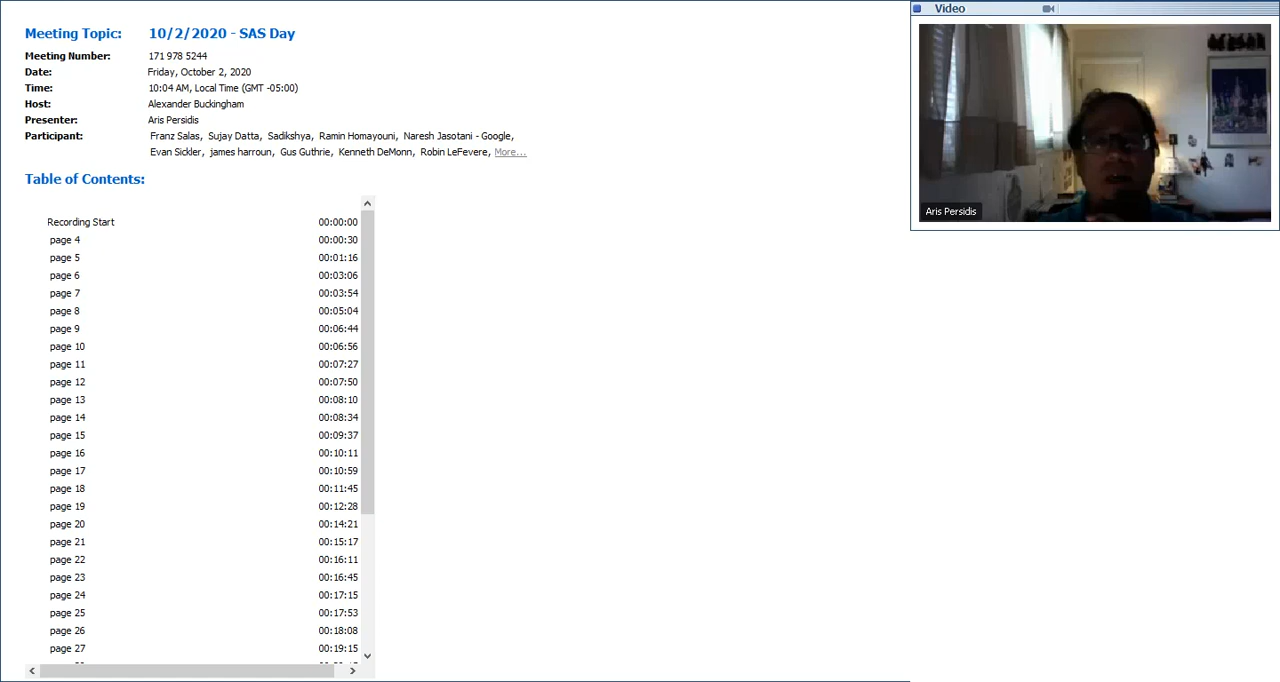 Meeting Topic: 10/2/2020 - SAS Day
Meeting Number: 171 978 5244
Date: Friday, October 2, 2020
Time: 10:04 AM, Local Time (GMT -05:00)
Host: Alexander Buckingham
Presenter: Aris Persidis
Participant: Franz Salas, Sujay Datta, Sadikshya, Ramin Homayouni, Naresh Jasotani - Google,
Evan Sickler, james harroun, Gus Guthrie, Kenneth DeMonn, Robin LeFevere, More...
Table of Contents:
Recording Start 00:00:00
page 4 00:00:30
page 5 00:01:16
page 6 00:03:06
page 7 00:03:54
page 8 00:05:04
page 9 00:06:44
page 10 00:06:56
page 11 00:07:27
page 12 00:07:50
page 13 00:08:10
page 14 00:08:34
page 15 00:09:37
page 16 00:10:11
page 17 00:10:59
page 18 00:11:45
page 19 00:12:28
page 20 00:14:21
page 21 00:15:17
page 22 00:16:11
page 23 00:16:45
page 24 00:17:15
page 25 00:17:53
page 26 00:18:08
page 27 00:19:15
Video
Aris Persidis